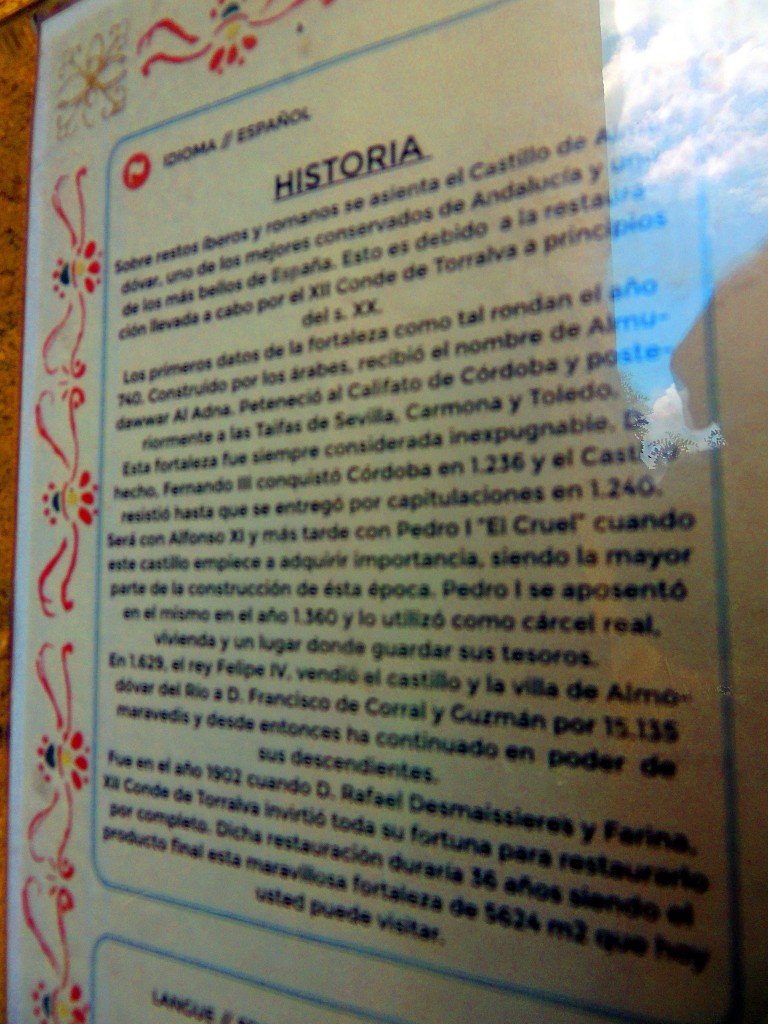 IDIOMA // ESPAÑOL
HISTORIA
Sobre restos íberos y romanos se asienta el Castillo de
dóvar, uno de los mejores conservados de Andalucía y
de los más bellos de España. Esto es debido a la restaura
ción llevada a cabo por el XII Conde de Torralva a principios
del s. XX.
Los primeros datos de la fortaleza como tal rondan el año
740. Construido por los árabes, recibió el nombre de Almu-
dawwar Al Adna. Peteneció al Califato de Córdoba y poste-
riormente a las Taifas de Sevilla, Carmona y Toledo.
Esta fortaleza fue siempre considerada inexpugnable.
hecho, Fernando III conquistó Córdoba en 1.236 y el
resistió hasta que se entregó por capitulaciones en 1.240.
Será con Alfonso XI y más tarde con Pedro I "El Cruel" cuando
este castillo empiece a adquirir importancia, siendo la mayor
parte de la construcción de ésta época. Pedro I se aposentó
en el mismo en el año 1.360 y lo utilizó como cárcel real,
vivienda y un lugar donde guardar sus tesoros.
En 1.629, el rey Felipe IV, vendió el castillo y la villa de Almo-
dóvar del Río a D. Francisco de Corral y Guzmán por 15.135
maravedis y desde entonces ha continuado en poder de
sus descendientes.
Fue en el año 1902 cuando D. Rafael Desmaissieres y Farina,
XII Conde de Torralva invirtió toda su fortuna para restaurarlo
por completo. Dicha restauración duraría 36 años siendo el
producto final esta maravillosa fortaleza de 5624 m2 que hoy
usted puede visitar.
LANGUE //